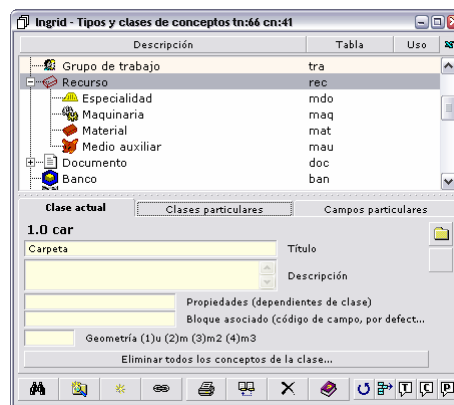 Ingrid - Tipos y clases de conceptos tn:66 cn:41
Descripción Tabla Uso
Grupo de trabajo tra
Recurso rec
Especialidad mdo
Maquinaria maq
Material mat
Medio auxiliar mau
Documento doc
Banco ban
Clase actual Clases particulares Campos particulares
1.0 car
Carpeta Título
Descripción
Propiedades (dependientes de clase)
Bloque asociado (código de campo, por defect...
Geometría (1)u (2)m (3)m2 (4)m3
Eliminar todos los conceptos de la clase...
T C P